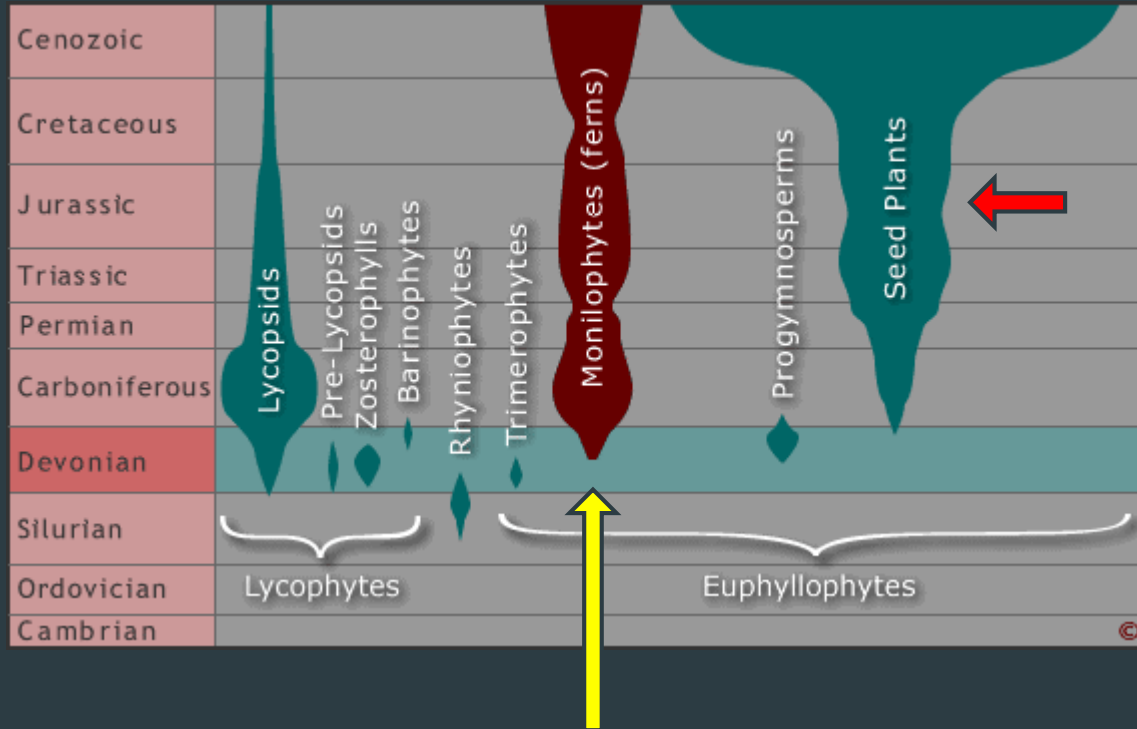 Cenozoic
Cretaceous
Jurassic
Triassic
Permian
Carboniferous
Devonian
Silurian
Ordovician
Cambrian
Lycopsids
Pre-Lycopsids
Zosterophylls
Barinophytes
Rhyniophytes
Trimerophytes
Monilophytes (ferns)
Progymnosperms
Seed Plants
Lycophytes
Euphyllophytes
©